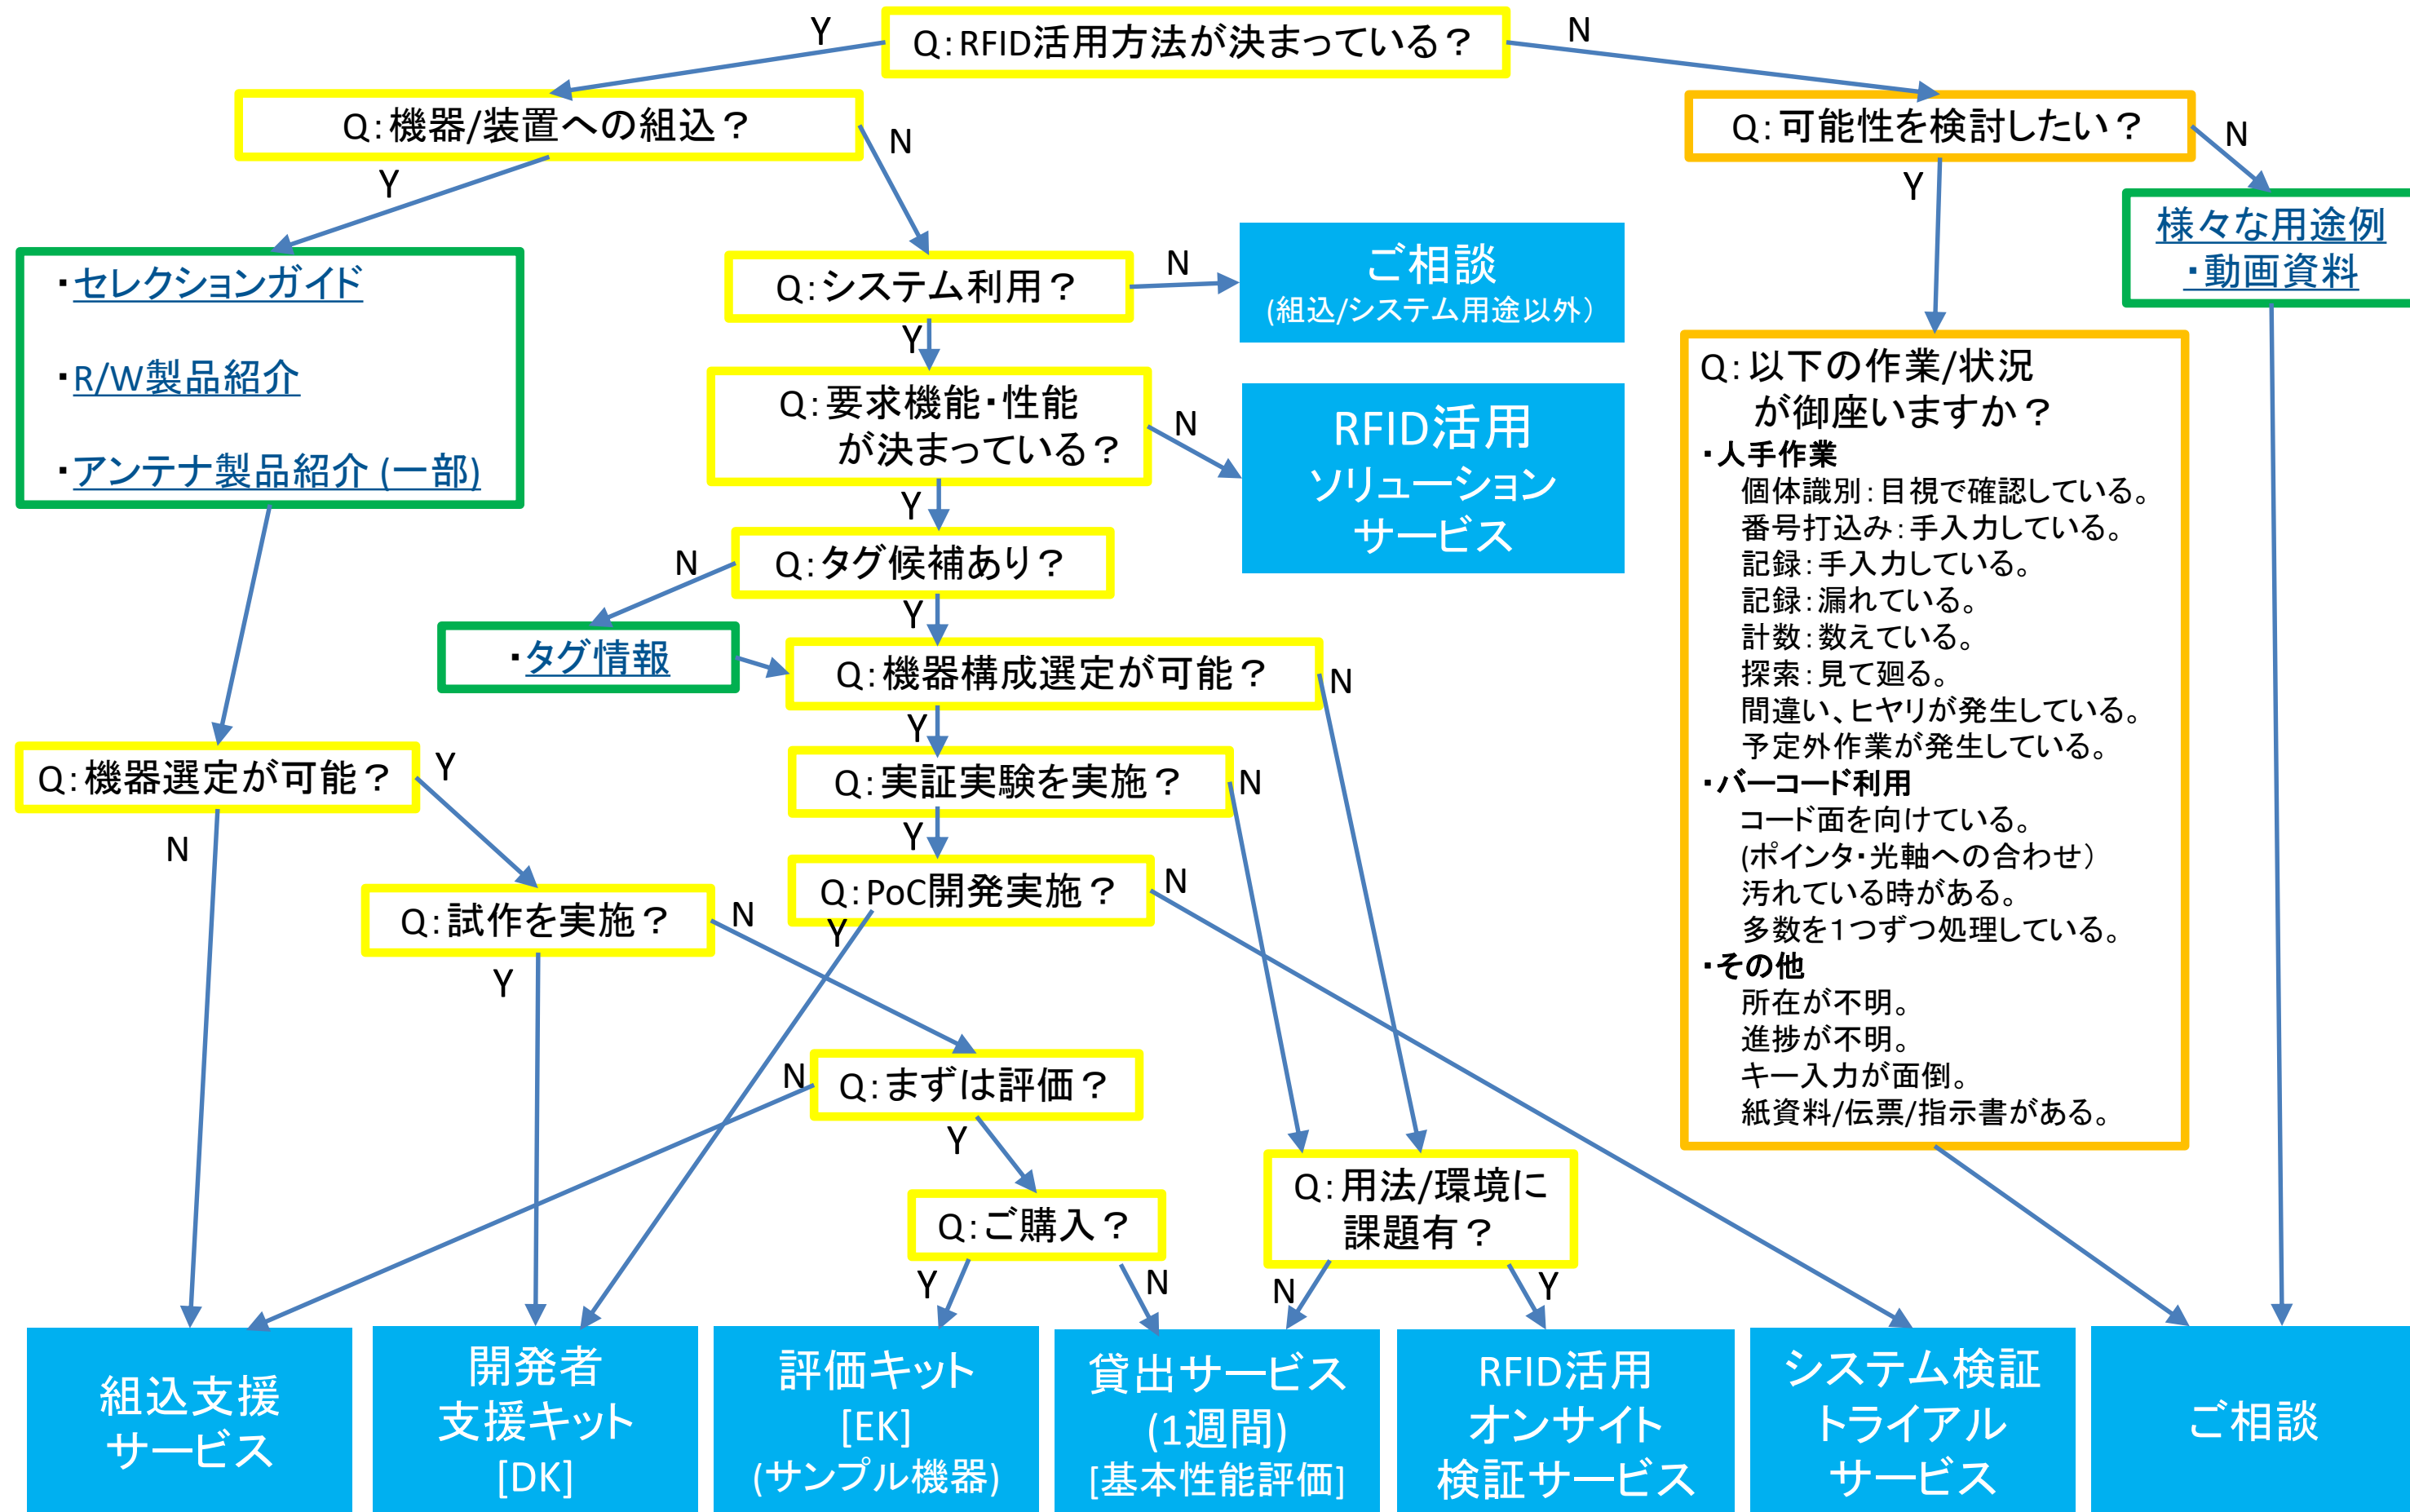 Q:RFID活用方法が決まっている？
Y
N
Q:機器/装置への組込？
Y
N
Q:可能性を検討したい？
Y
N
・セレクションガイド
・R/W製品紹介
・アンテナ製品紹介 (一部)
Q:システム利用？
N
Y
ご相談
(組込/システム用途以外)
様々な用途例
・動画資料
Q:要求機能・性能
が決まっている？
N
Y
RFID活用
ソリューション
サービス
Q:以下の作業/状況
が御座いますか？
・人手作業
個体識別:目視で確認している。
番号打込み:手入力している。
記録:手入力している。
記録:漏れている。
計数:数えている。
探索:見て廻る。
間違い、ヒヤリが発生している。
予定外作業が発生している。
・バーコード利用
コード面を向けている。
(ポインタ・光軸への合わせ)
汚れている時がある。
多数を1つずつ処理している。
・その他
所在が不明。
進捗が不明。
キー入力が面倒。
紙資料/伝票/指示書がある。
Q:タグ候補あり？
N
Y
・タグ情報
Q:機器構成選定が可能？
N
Y
Q:機器選定が可能？
Y
N
Q:実証実験を実施？
N
Y
Q:試作を実施？
N
Y
Q:PoC開発実施？
N
Y
Q:まずは評価？
N
Y
Q:ご購入？
Y
N
Q:用法/環境に
課題有？
N
Y
組込支援
サービス
開発者
支援キット
[DK]
評価キット
[EK]
(サンプル機器)
貸出サービス
(1週間)
[基本性能評価]
RFID活用
オンサイト
検証サービス
システム検証
トライアル
サービス
ご相談